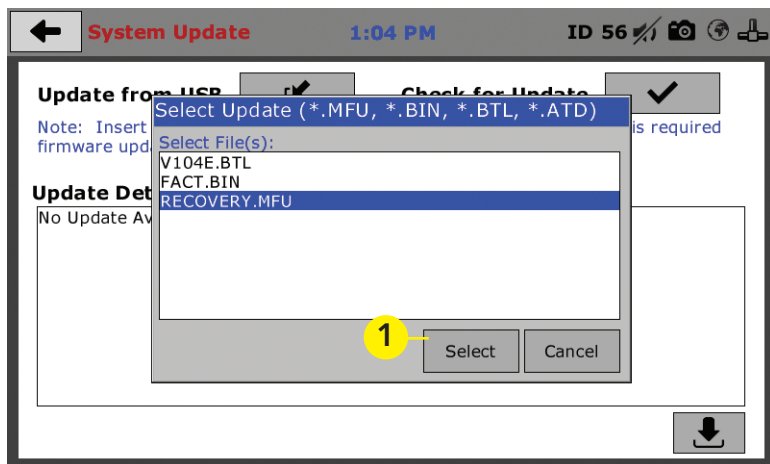 System Update 1:04 PM ID 56
Update from USB Check for Update
Select Update (*.MFU, *.BIN, *.BTL, *.ATD)
Note: Insert is required
firmware upd
Select File(s):
V104E.BTL
FACT.BIN
RECOVERY.MFU
Update Det
No Update Av
1
Select Cancel